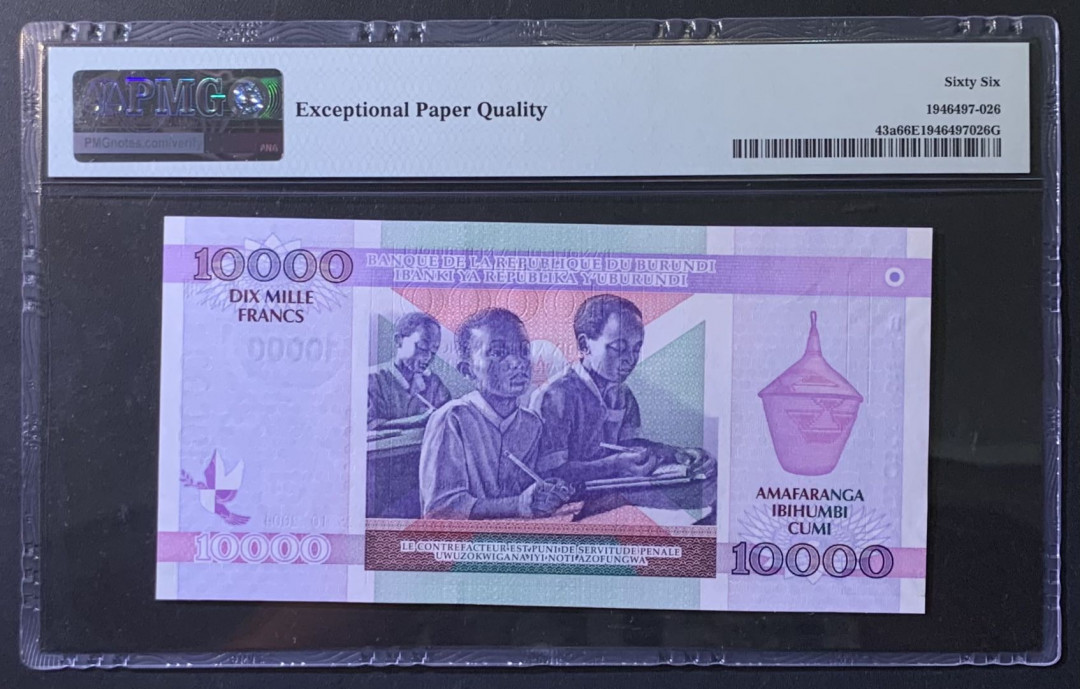 PMG
PMGnotes.com/verify
ANA
Exceptional Paper Quality
Sixty Six
1946497-026
43a66E1946497026G
10000
DIX MILLE
FRANCS
BANQUE DE LA REPUBLIQUE DU BURUNDI
IBANKI YA REPUBLIKA Y'UBURUNDI
AMAFARANGA
IBIHUMBI
CUMI
10000
LE CONTREFACTEUR EST PUNI DE SERVITUDE PENALE
UWUZOKWIGANA IYI NOTI AZOFUNGWA
10000